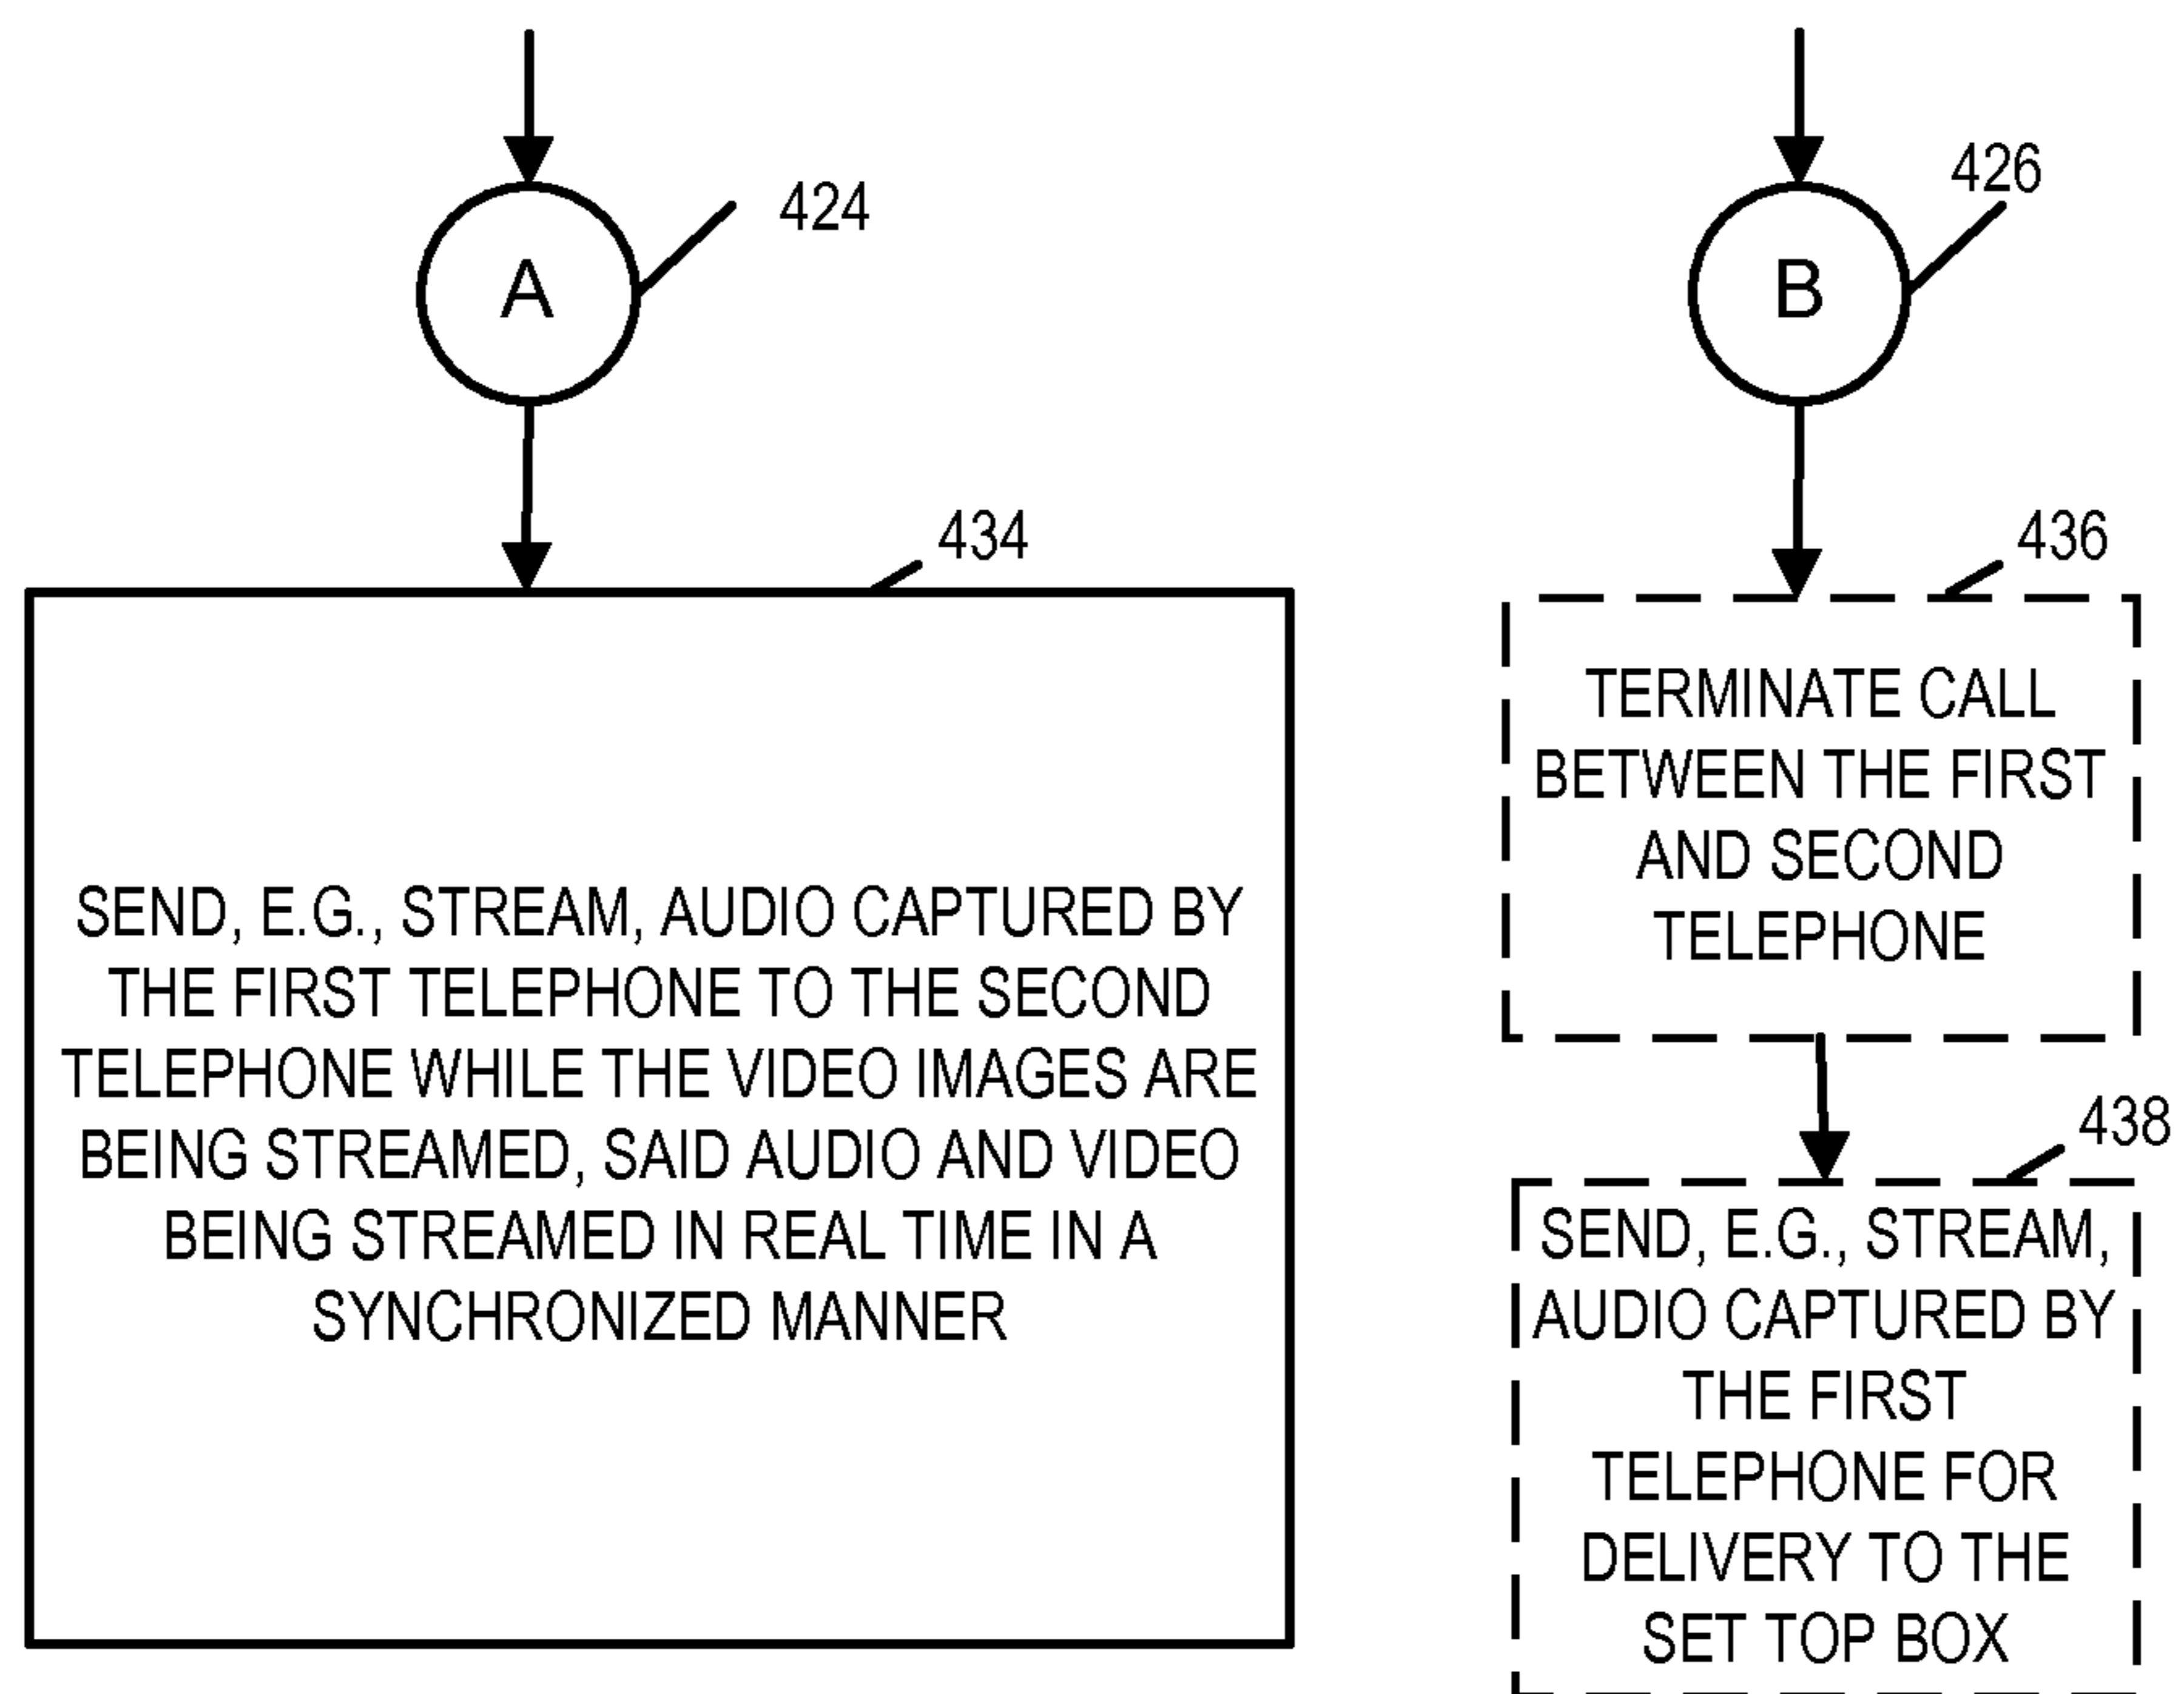 A
424
434
SEND, E.G., STREAM, AUDIO CAPTURED BY
THE FIRST TELEPHONE TO THE SECOND
TELEPHONE WHILE THE VIDEO IMAGES ARE
BEING STREAMED, SAID AUDIO AND VIDEO
BEING STREAMED IN REAL TIME IN A
SYNCHRONIZED MANNER
B
426
436
TERMINATE CALL
BETWEEN THE FIRST
AND SECOND
TELEPHONE
438
SEND, E.G., STREAM,
AUDIO CAPTURED BY
THE FIRST
TELEPHONE FOR
DELIVERY TO THE
SET TOP BOX